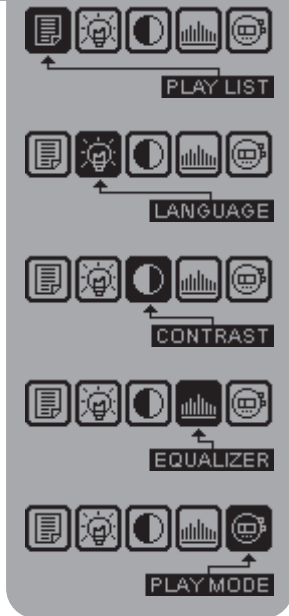 PLAY LIST
LANGUAGE
CONTRAST
EQUALIZER
PLAY MODE